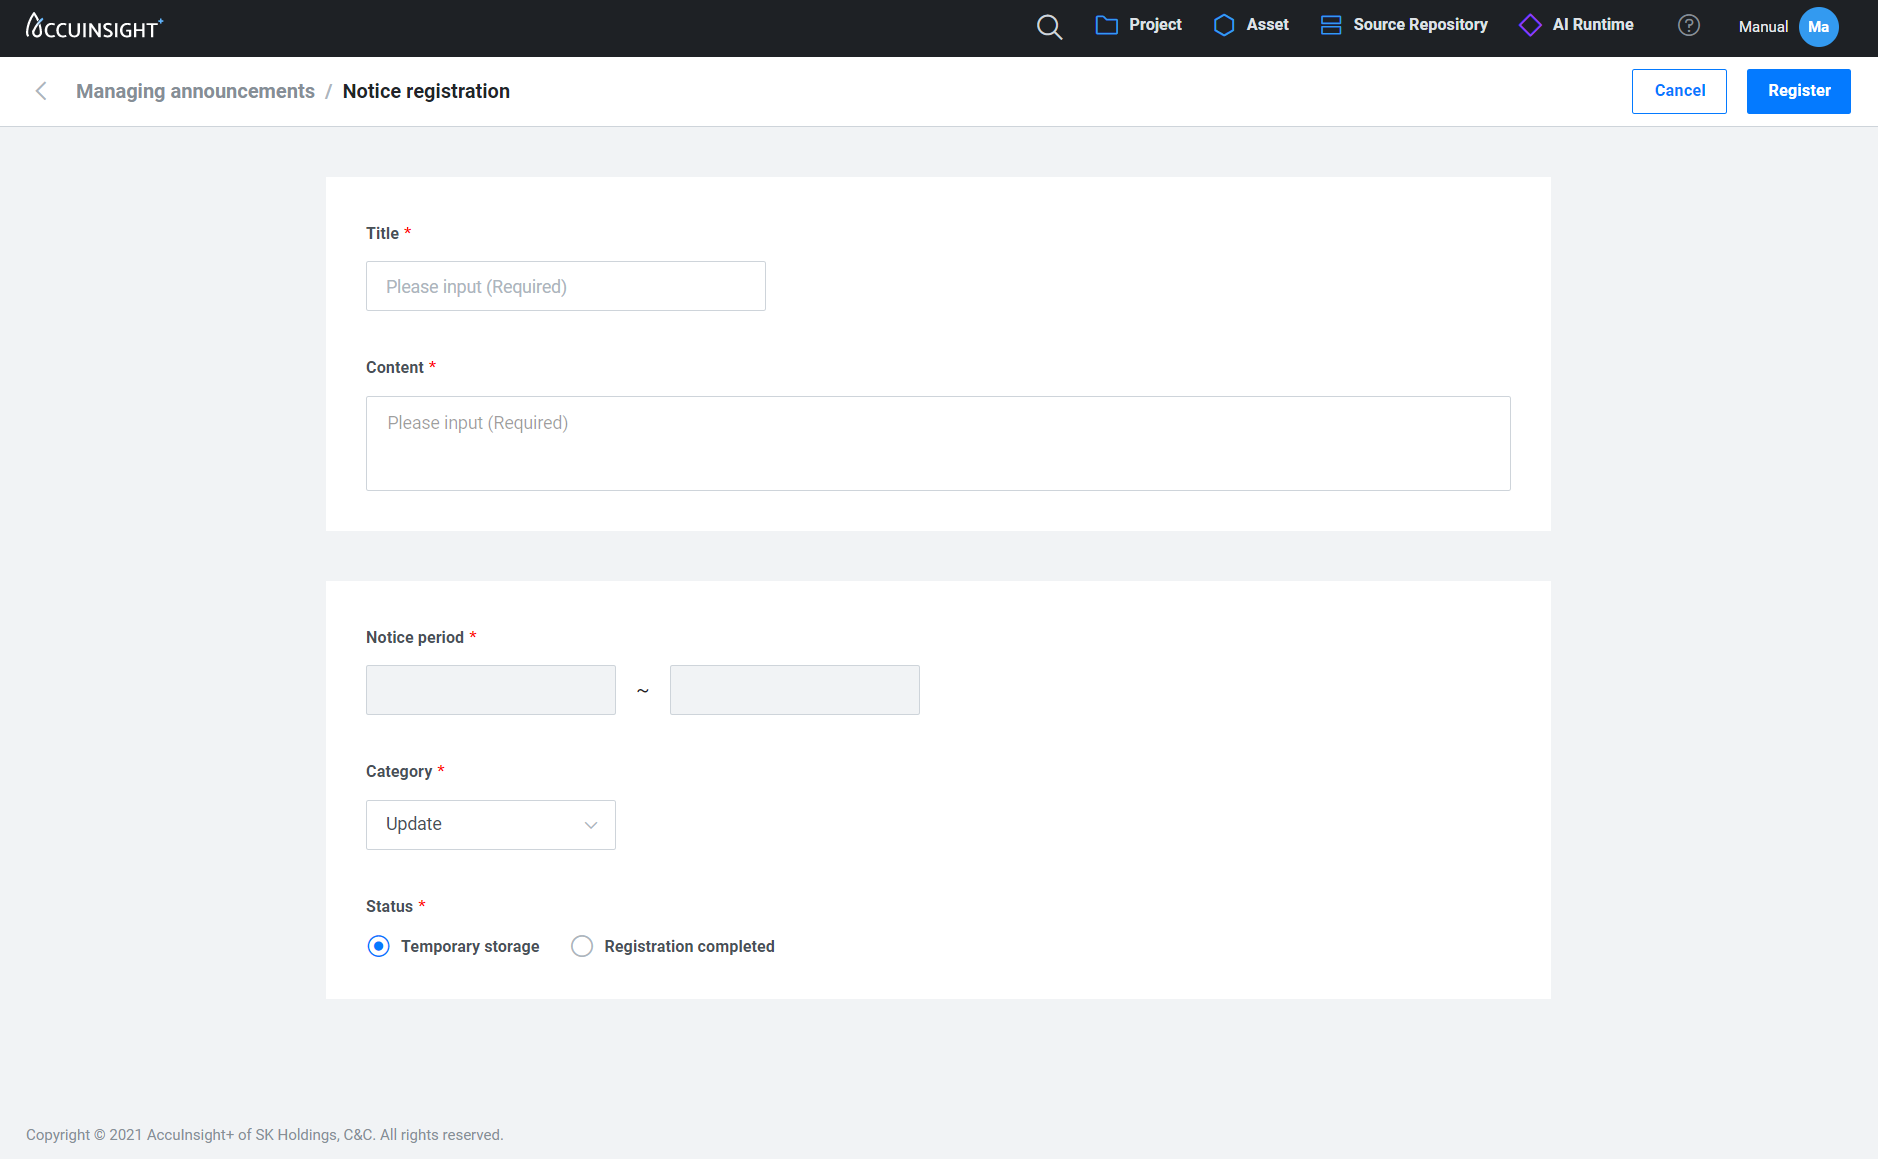 ACCUINSIGHT+
Project
Asset
Source Repository
AI Runtime
?
Manual
Ma
Managing announcements / Notice registration
Cancel
Register
Title *
Please input (Required)
Content *
Please input (Required)
Notice period *
~
Category *
Update
Status *
Temporary storage
Registration completed
Copyright © 2021 AccuInsight+ of SK Holdings, C&C. All rights reserved.